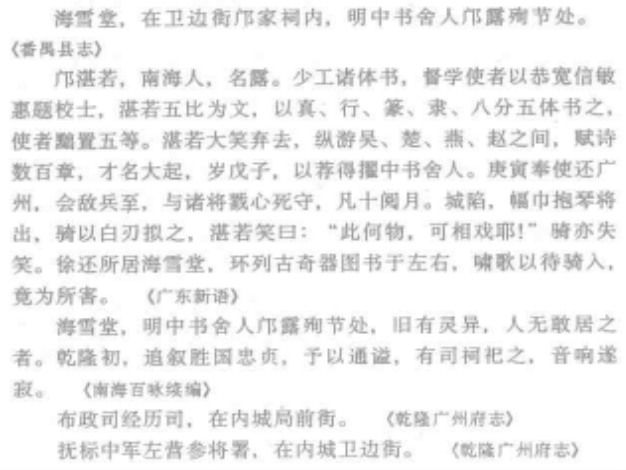 海雪堂，在卫边街邝家祠内，明中书舍人邝露殉节处。
《番禺县志》
邝湛若，南海人，名露。少工诸体书，督学使者以恭宽信敏
惠题校士，湛若五比为文，以真、行、篆、隶、八分五体书之，
使者黜置五等。湛若大笑弃去，纵游吴、楚、燕、赵之间，赋诗
数百章，才名大起，岁戊子，以荐得擢中书舍人。庚寅奉使还广
州，会敌兵至，与诸将戮心死守，凡十阅月。城陷，幅巾抱琴将
出，骑以白刃拟之，湛若笑曰：“此何物，可相戏耶！”骑亦失
笑。徐还所居海雪堂，环列古奇器图书于左右，啸歌以待骑入，
竟为所害。 《广东新语》
海雪堂，明中书舍人邝露殉节处，旧有灵异，人无敢居之
者。乾隆初，追叙胜国忠贞，予以通谥，有司祠祀之，音响遂
寂。 《南海百咏续编》
布政司经历司，在内城局前街。 《乾隆广州府志》
抚标中军左营参将署，在内城卫边街。 《乾隆广州府志》